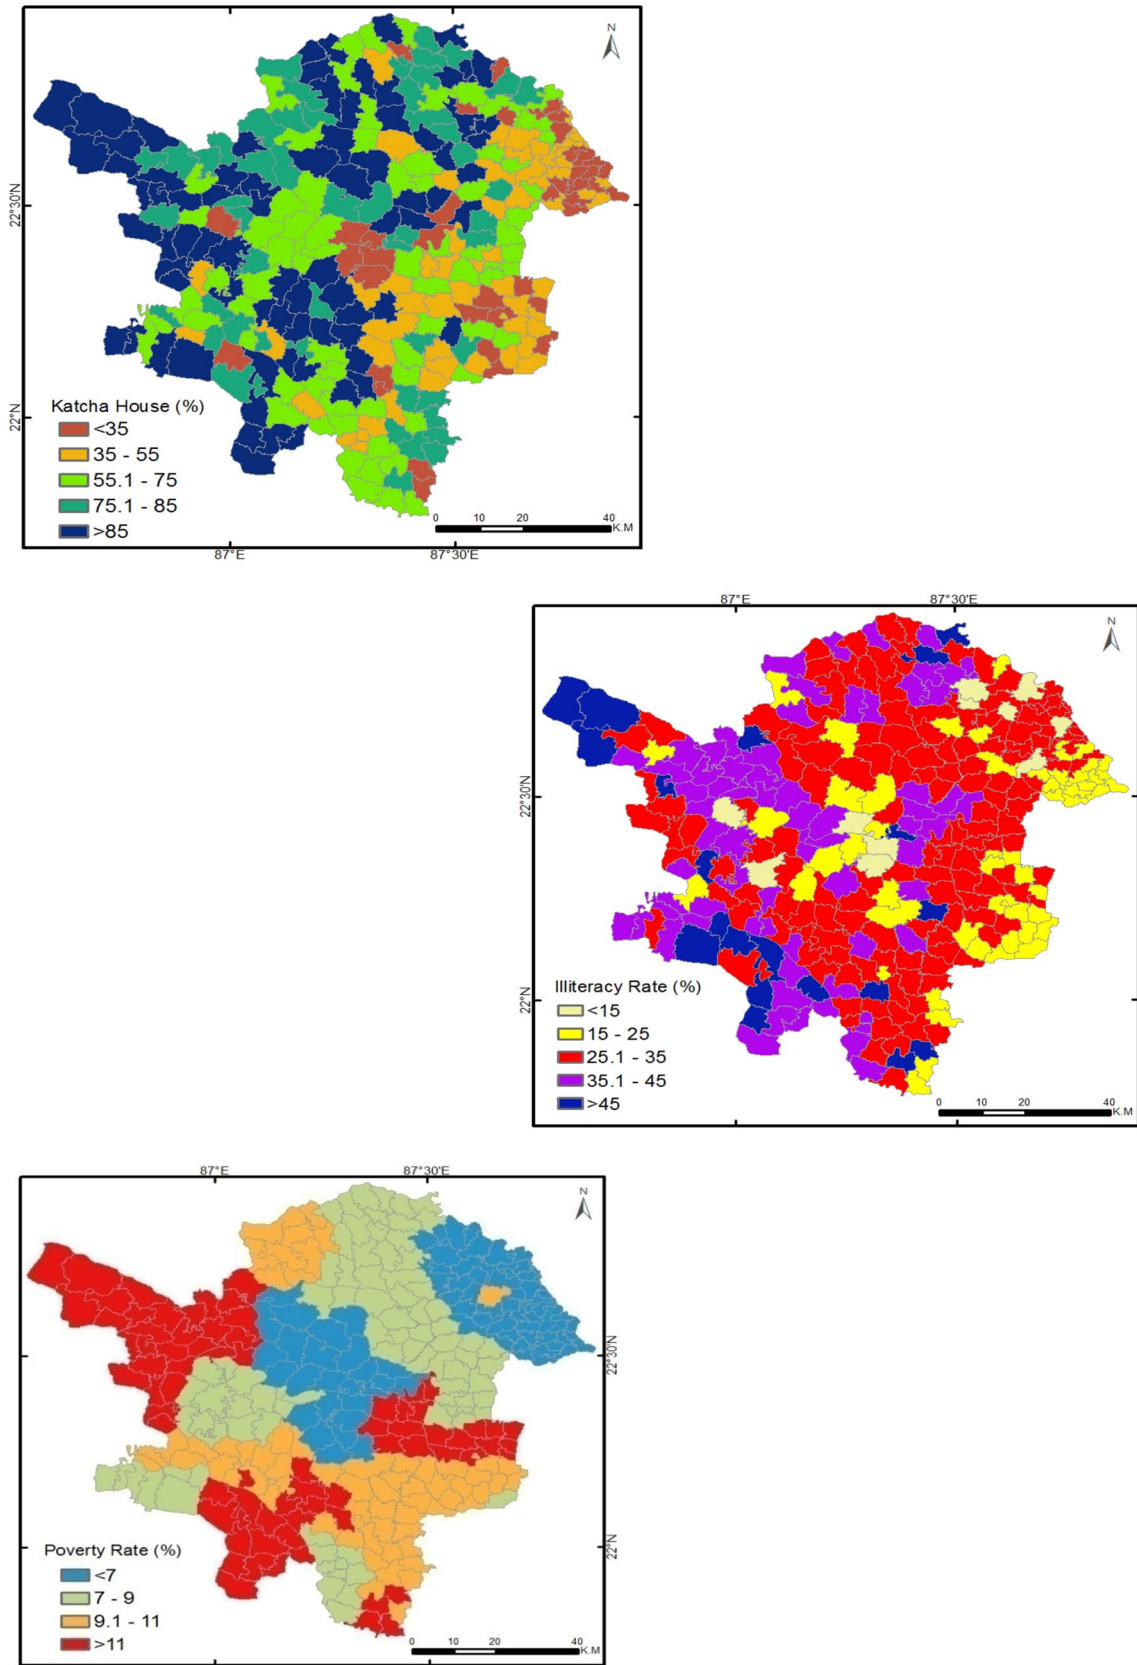 N
22°30'N
22°N
Katcha House (%)
<35
35 - 55
55.1 - 75
75.1 - 85
>85
0 10 20 40
K.M
87°E 87°30'E
87°E 87°30'E
N
22°30'N
22°N
Illiteracy Rate (%)
<15
15 - 25
25.1 - 35
35.1 - 45
>45
0 10 20 40
K.M
87°E 87°30'E
N
22°30'N
22°N
Poverty Rate (%)
<7
7 - 9
9.1 - 11
>11
0 10 20 40
K.M